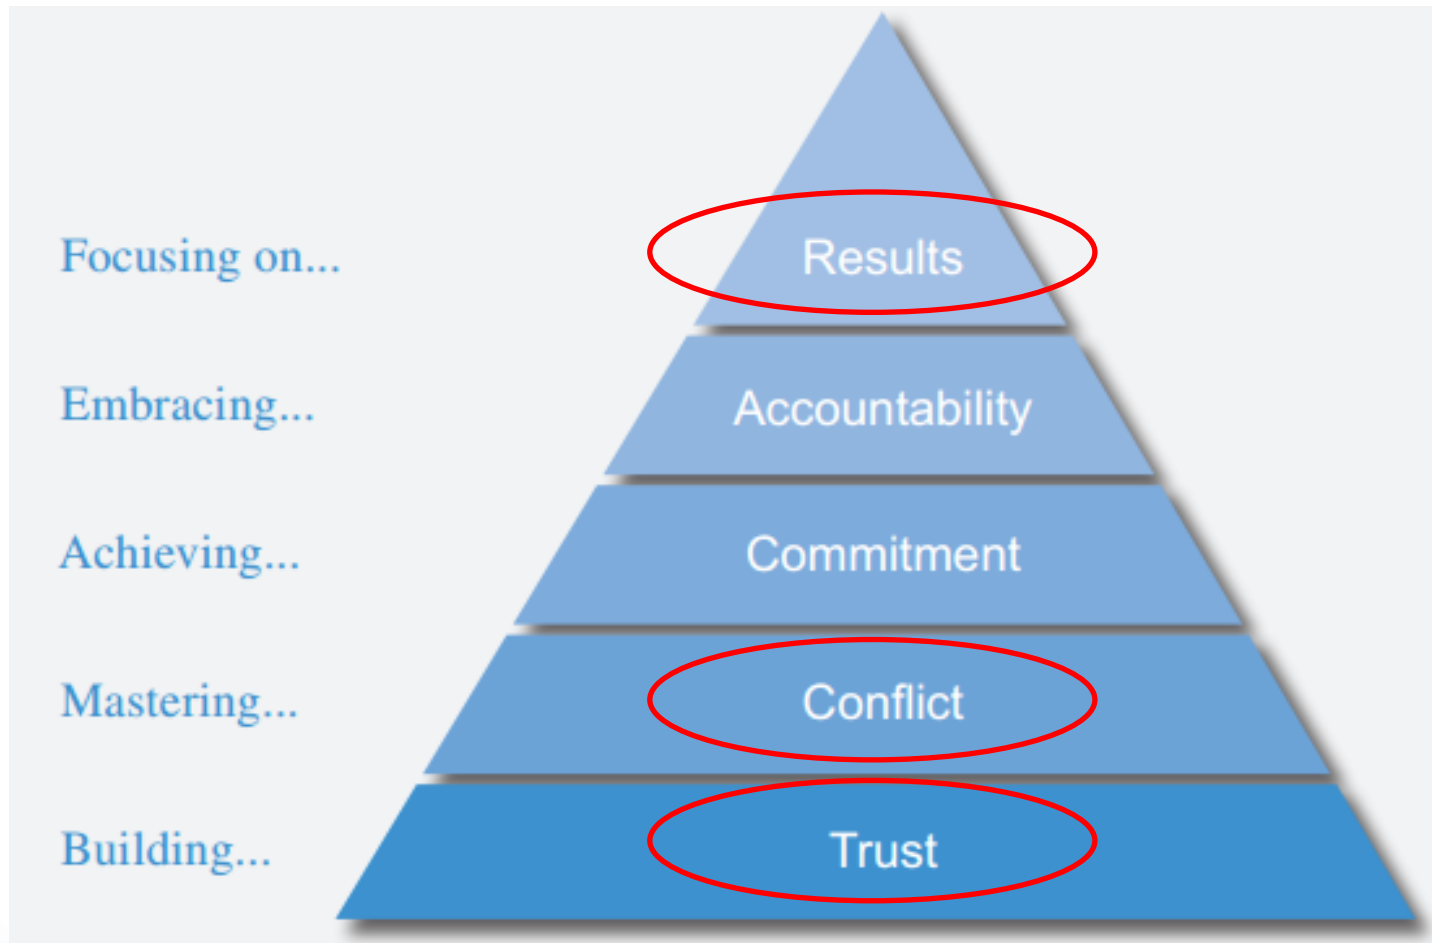 Focusing on... Results
Embracing... Accountability
Achieving... Commitment
Mastering... Conflict
Building... Trust